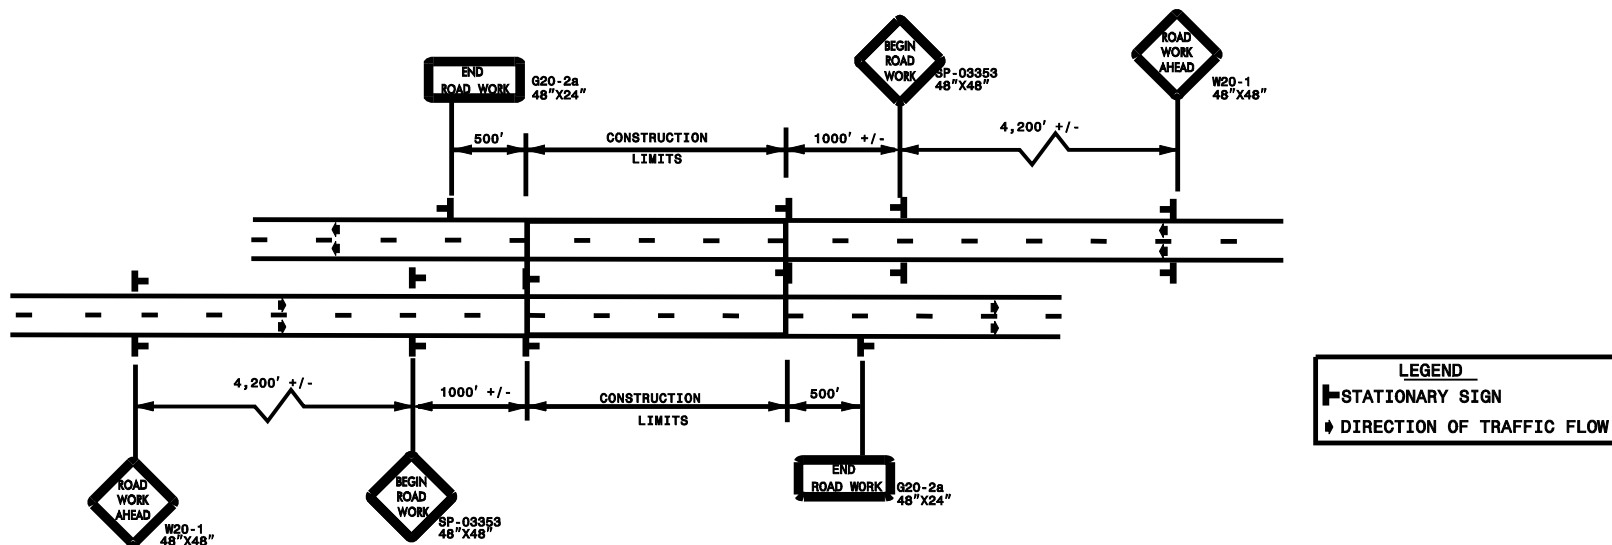 BEGIN
ROAD
WORK
SP-03353
48"X48"
ROAD
WORK
AHEAD
W20-1
48"X48"
END
ROAD WORK
G20-2a
48"X24"
500'
CONSTRUCTION
LIMITS
1000' +/-
4,200' +/-
4,200' +/-
1000' +/-
CONSTRUCTION
LIMITS
500'
ROAD
WORK
AHEAD
W20-1
48"X48"
BEGIN
ROAD
WORK
SP-03353
48"X48"
END
ROAD WORK
G20-2a
48"X24"
LEGEND
STATIONARY SIGN
DIRECTION OF TRAFFIC FLOW